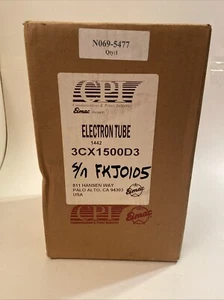 N069-5477
Qty:1
CPI
Eimac
ELECTRON TUBE
1442
3CX1500D3
S/n FKJ0105
811 HANSEN WAY
PALO ALTO, CA 94303
USA
Eimac
CPI